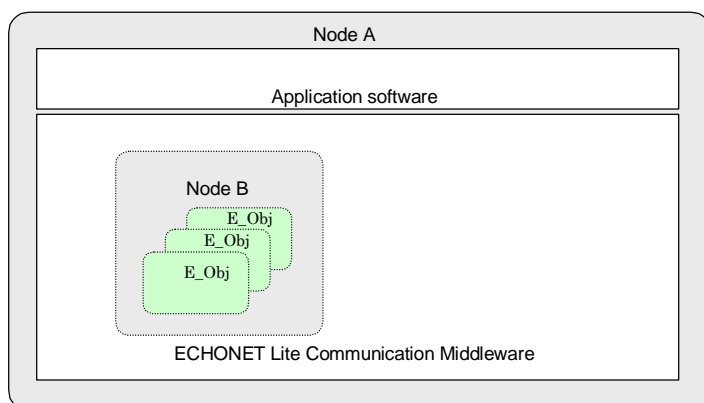 Node A
Application software
Node B
E_Obj
E_Obj
E_Obj
ECHONET Lite Communication Middleware